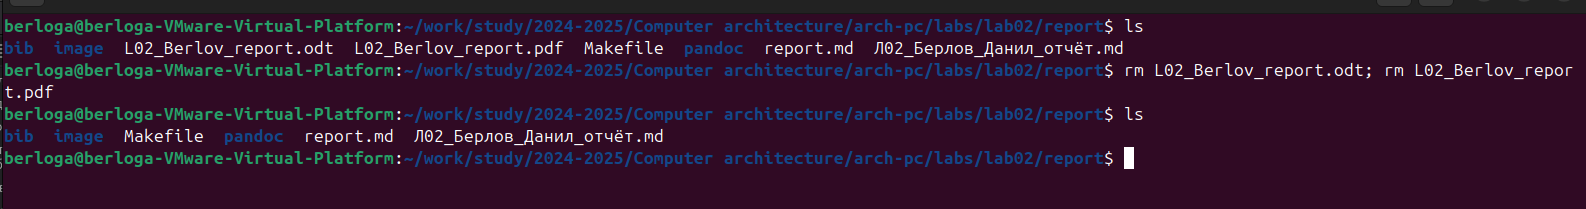 berloga@berloga-VMware-Virtual-Platform:~/work/study/2024-2025/Computer architecture/arch-pc/labs/lab02/report$ ls
bib  image  L02_Berlov_report.odt  L02_Berlov_report.pdf  Makefile  pandoc  report.md  Л02_Берлов_Данил_отчёт.md
berloga@berloga-VMware-Virtual-Platform:~/work/study/2024-2025/Computer architecture/arch-pc/labs/lab02/report$ rm L02_Berlov_report.odt; rm L02_Berlov_repor
t.pdf
berloga@berloga-VMware-Virtual-Platform:~/work/study/2024-2025/Computer architecture/arch-pc/labs/lab02/report$ ls
bib  image  Makefile  pandoc  report.md  Л02_Берлов_Данил_отчёт.md
berloga@berloga-VMware-Virtual-Platform:~/work/study/2024-2025/Computer architecture/arch-pc/labs/lab02/report$